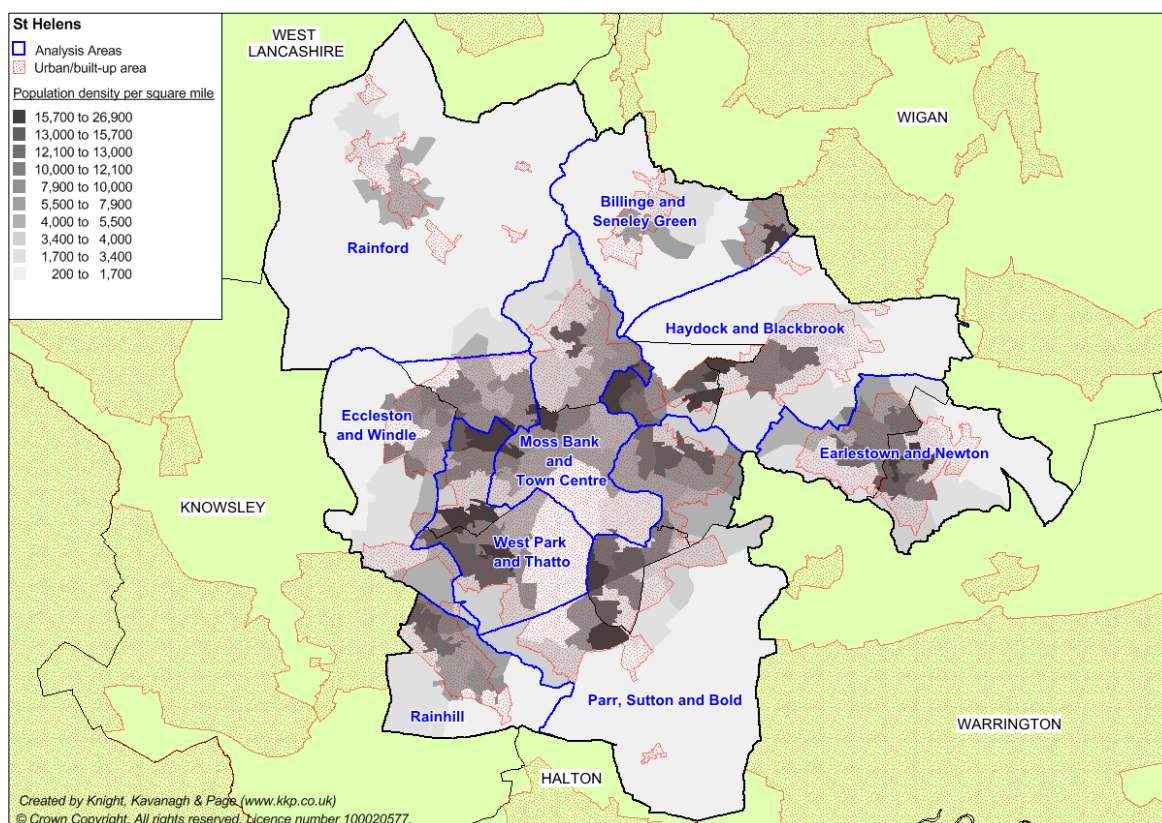 St Helens
Analysis Areas
Urban/built-up area
Population density per square mile
15,700 to 26,900
13,000 to 15,700
12,100 to 13,000
10,000 to 12,100
7,900 to 10,000
5,500 to 7,900
4,000 to 5,500
3,400 to 4,000
1,700 to 3,400
200 to 1,700
WEST
LANCASHIRE
WIGAN
Billinge and
Seneley Green
Rainford
Haydock and Blackbrook
Eccleston
and Windle
Moss Bank
and
Town Centre
Earlestown and Newton
KNOWSLEY
West Park
and Thatto
Parr, Sutton and Bold
Rainhill
WARRINGTON
HALTON
Created by Knight, Kavanagh & Page (www.kkp.co.uk)
© Crown Copyright. All rights reserved. Licence number 100020577.